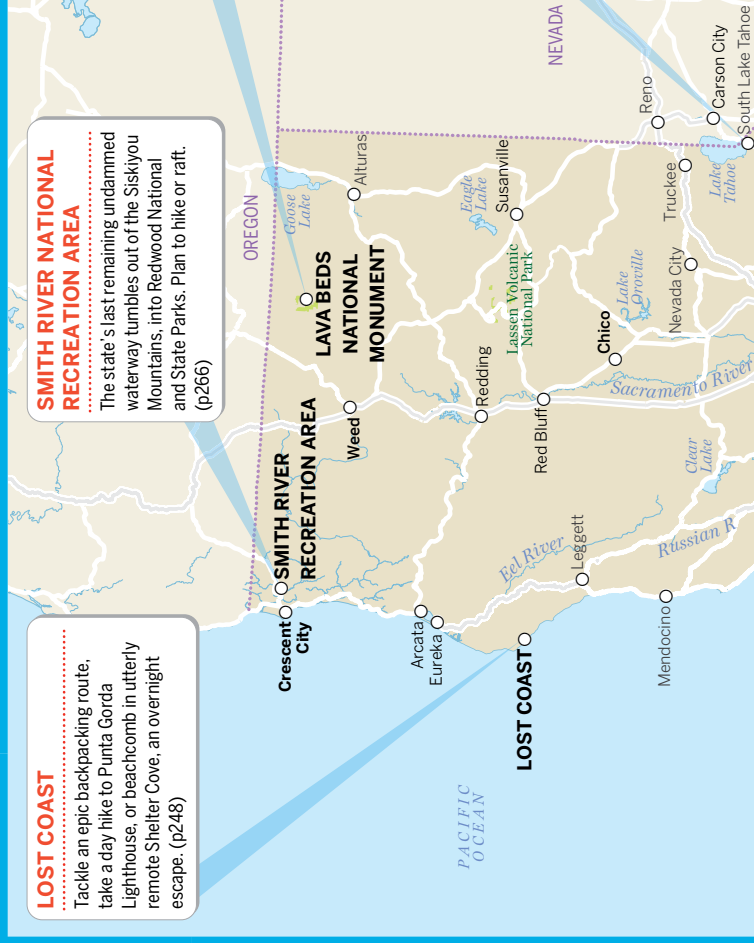 LOST COAST
Tackle an epic backpacking route,
take a day hike to Punta Gorda
Lighthouse, or beachcomb in utterly
remote Shelter Cove, an overnight
escape. (p248)
SMITH RIVER NATIONAL
RECREATION AREA
The state's last remaining undammed
waterway tumbles out of the Siskiyou
Mountains, into Redwood National
and State Parks. Plan to hike or raft.
(p266)
OREGON
NEVADA
Goose
Lake
Alturas
LAVA BEDS
NATIONAL
MONUMENT
Weed
SMITH RIVER
RECREATION AREA
Crescent
City
Arcata
Eureka
Redding
Lassen Volcanic
National Park
Eagle
Lake
Susanville
Reno
Carson City
South Lake Tahoe
Lake
Tahoe
Truckee
Nevada City
Lake
Oroville
Chico
Red Bluff
Sacramento River
Clear
Lake
Eel River
Leggett
Russian R
Mendocino
LOST COAST
PACIFIC
OCEAN